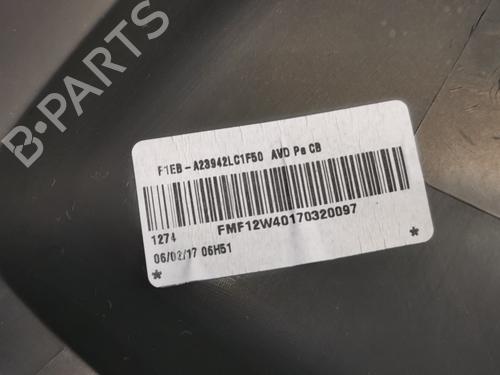 B-PARTS
F1EB-A23942LC1F50 AVD Pa CB
FMF12W40170320097
1274
06/02/17 06H51
* *